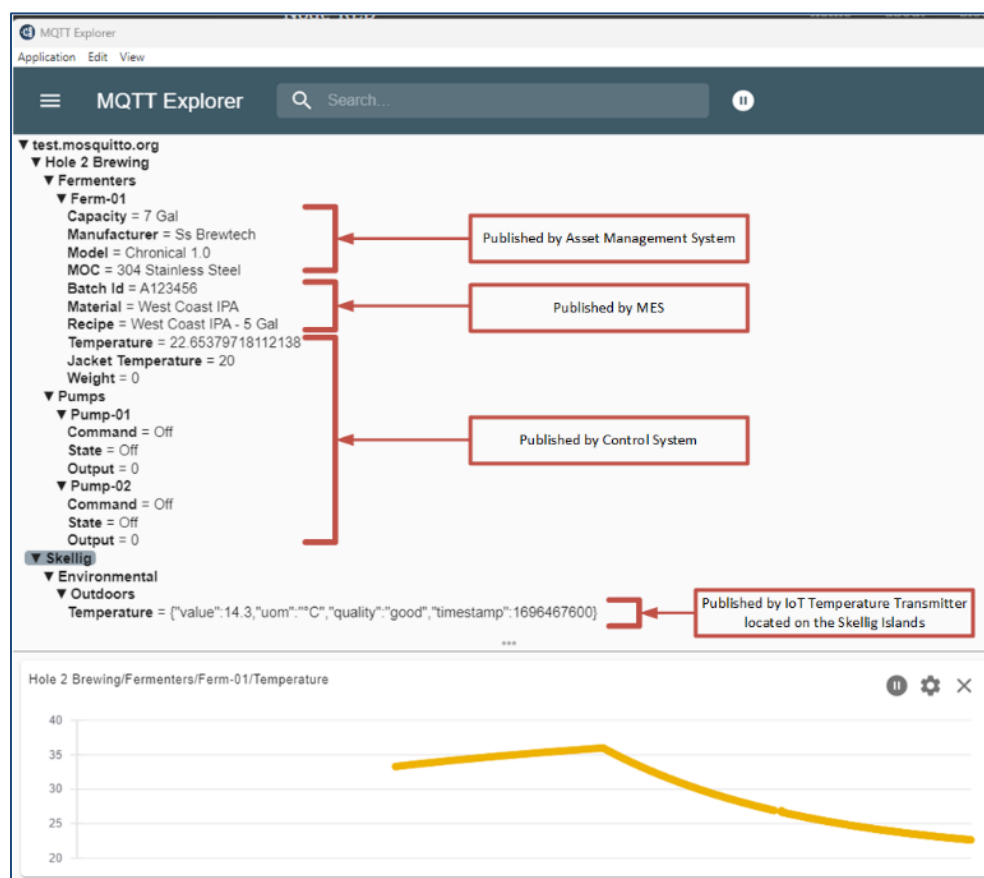 MQTT Explorer
Application Edit View
MQTT Explorer
Search...
▼ test.mosquitto.org
▼ Hole 2 Brewing
▼ Fermenters
▼ Ferm-01
Capacity = 7 Gal
Manufacturer = Ss Brewtech
Model = Chronical 1.0
MOC = 304 Stainless Steel
Published by Asset Management System
Batch Id = A123456
Material = West Coast IPA
Recipe = West Coast IPA - 5 Gal
Published by MES
Temperature = 22.65379718112138
Jacket Temperature = 20
Weight = 0
▼ Pumps
▼ Pump-01
Command = Off
State = Off
Output = 0
▼ Pump-02
Command = Off
State = Off
Output = 0
Published by Control System
▼ Skellig
▼ Environmental
▼ Outdoors
Temperature = {"value":14.3,"uom":"°C","quality":"good","timestamp":1696467600}
Published by IoT Temperature Transmitter
located on the Skellig Islands
Hole 2 Brewing/Fermenters/Ferm-01/Temperature
40
35
30
25
20